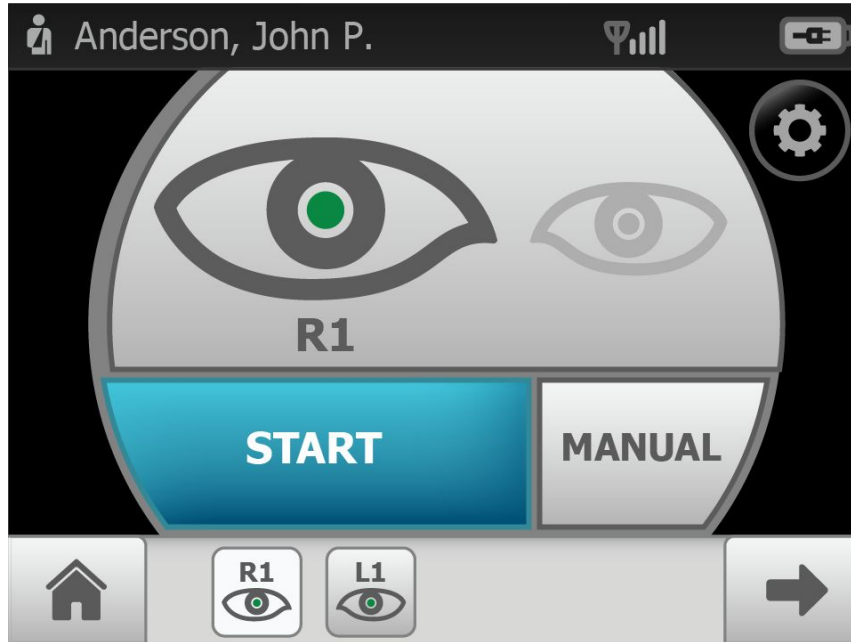 Anderson, John P.
R1
START
MANUAL
R1
L1